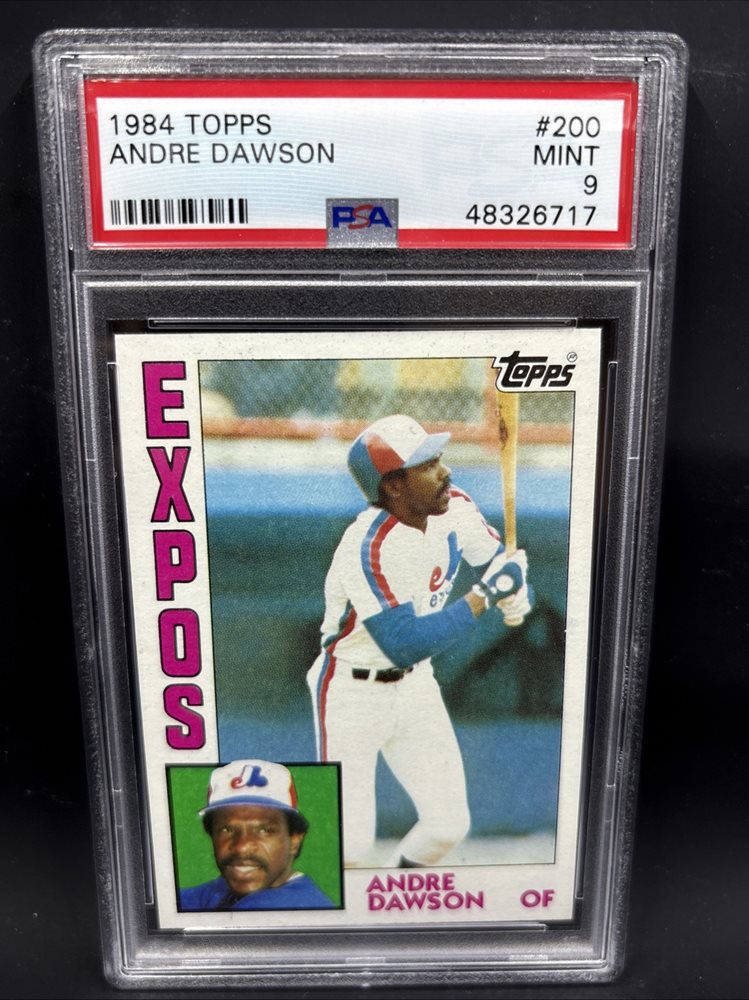 1984 TOPPS #200
ANDRE DAWSON MINT
9
PSA 48326717
Topps
EXPOS
ANDRE
DAWSON OF